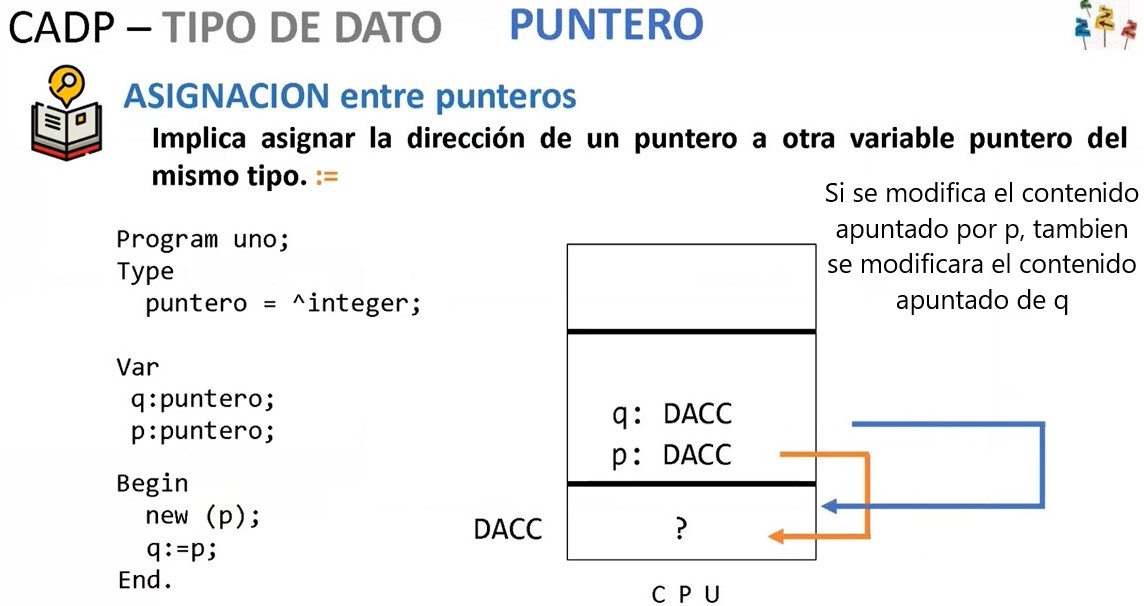 CADP – TIPO DE DATO PUNTERO
ASIGNACION entre punteros
Implica asignar la dirección de un puntero a otra variable puntero del
mismo tipo. :=
Si se modifica el contenido
apuntado por p, tambien
se modificara el contenido
apuntado de q
Program uno;
Type
puntero = ^integer;
Var
q:puntero;
p:puntero;
Begin
new (p);
q:=p;
End.
q: DACC
p: DACC
DACC ?
C P U